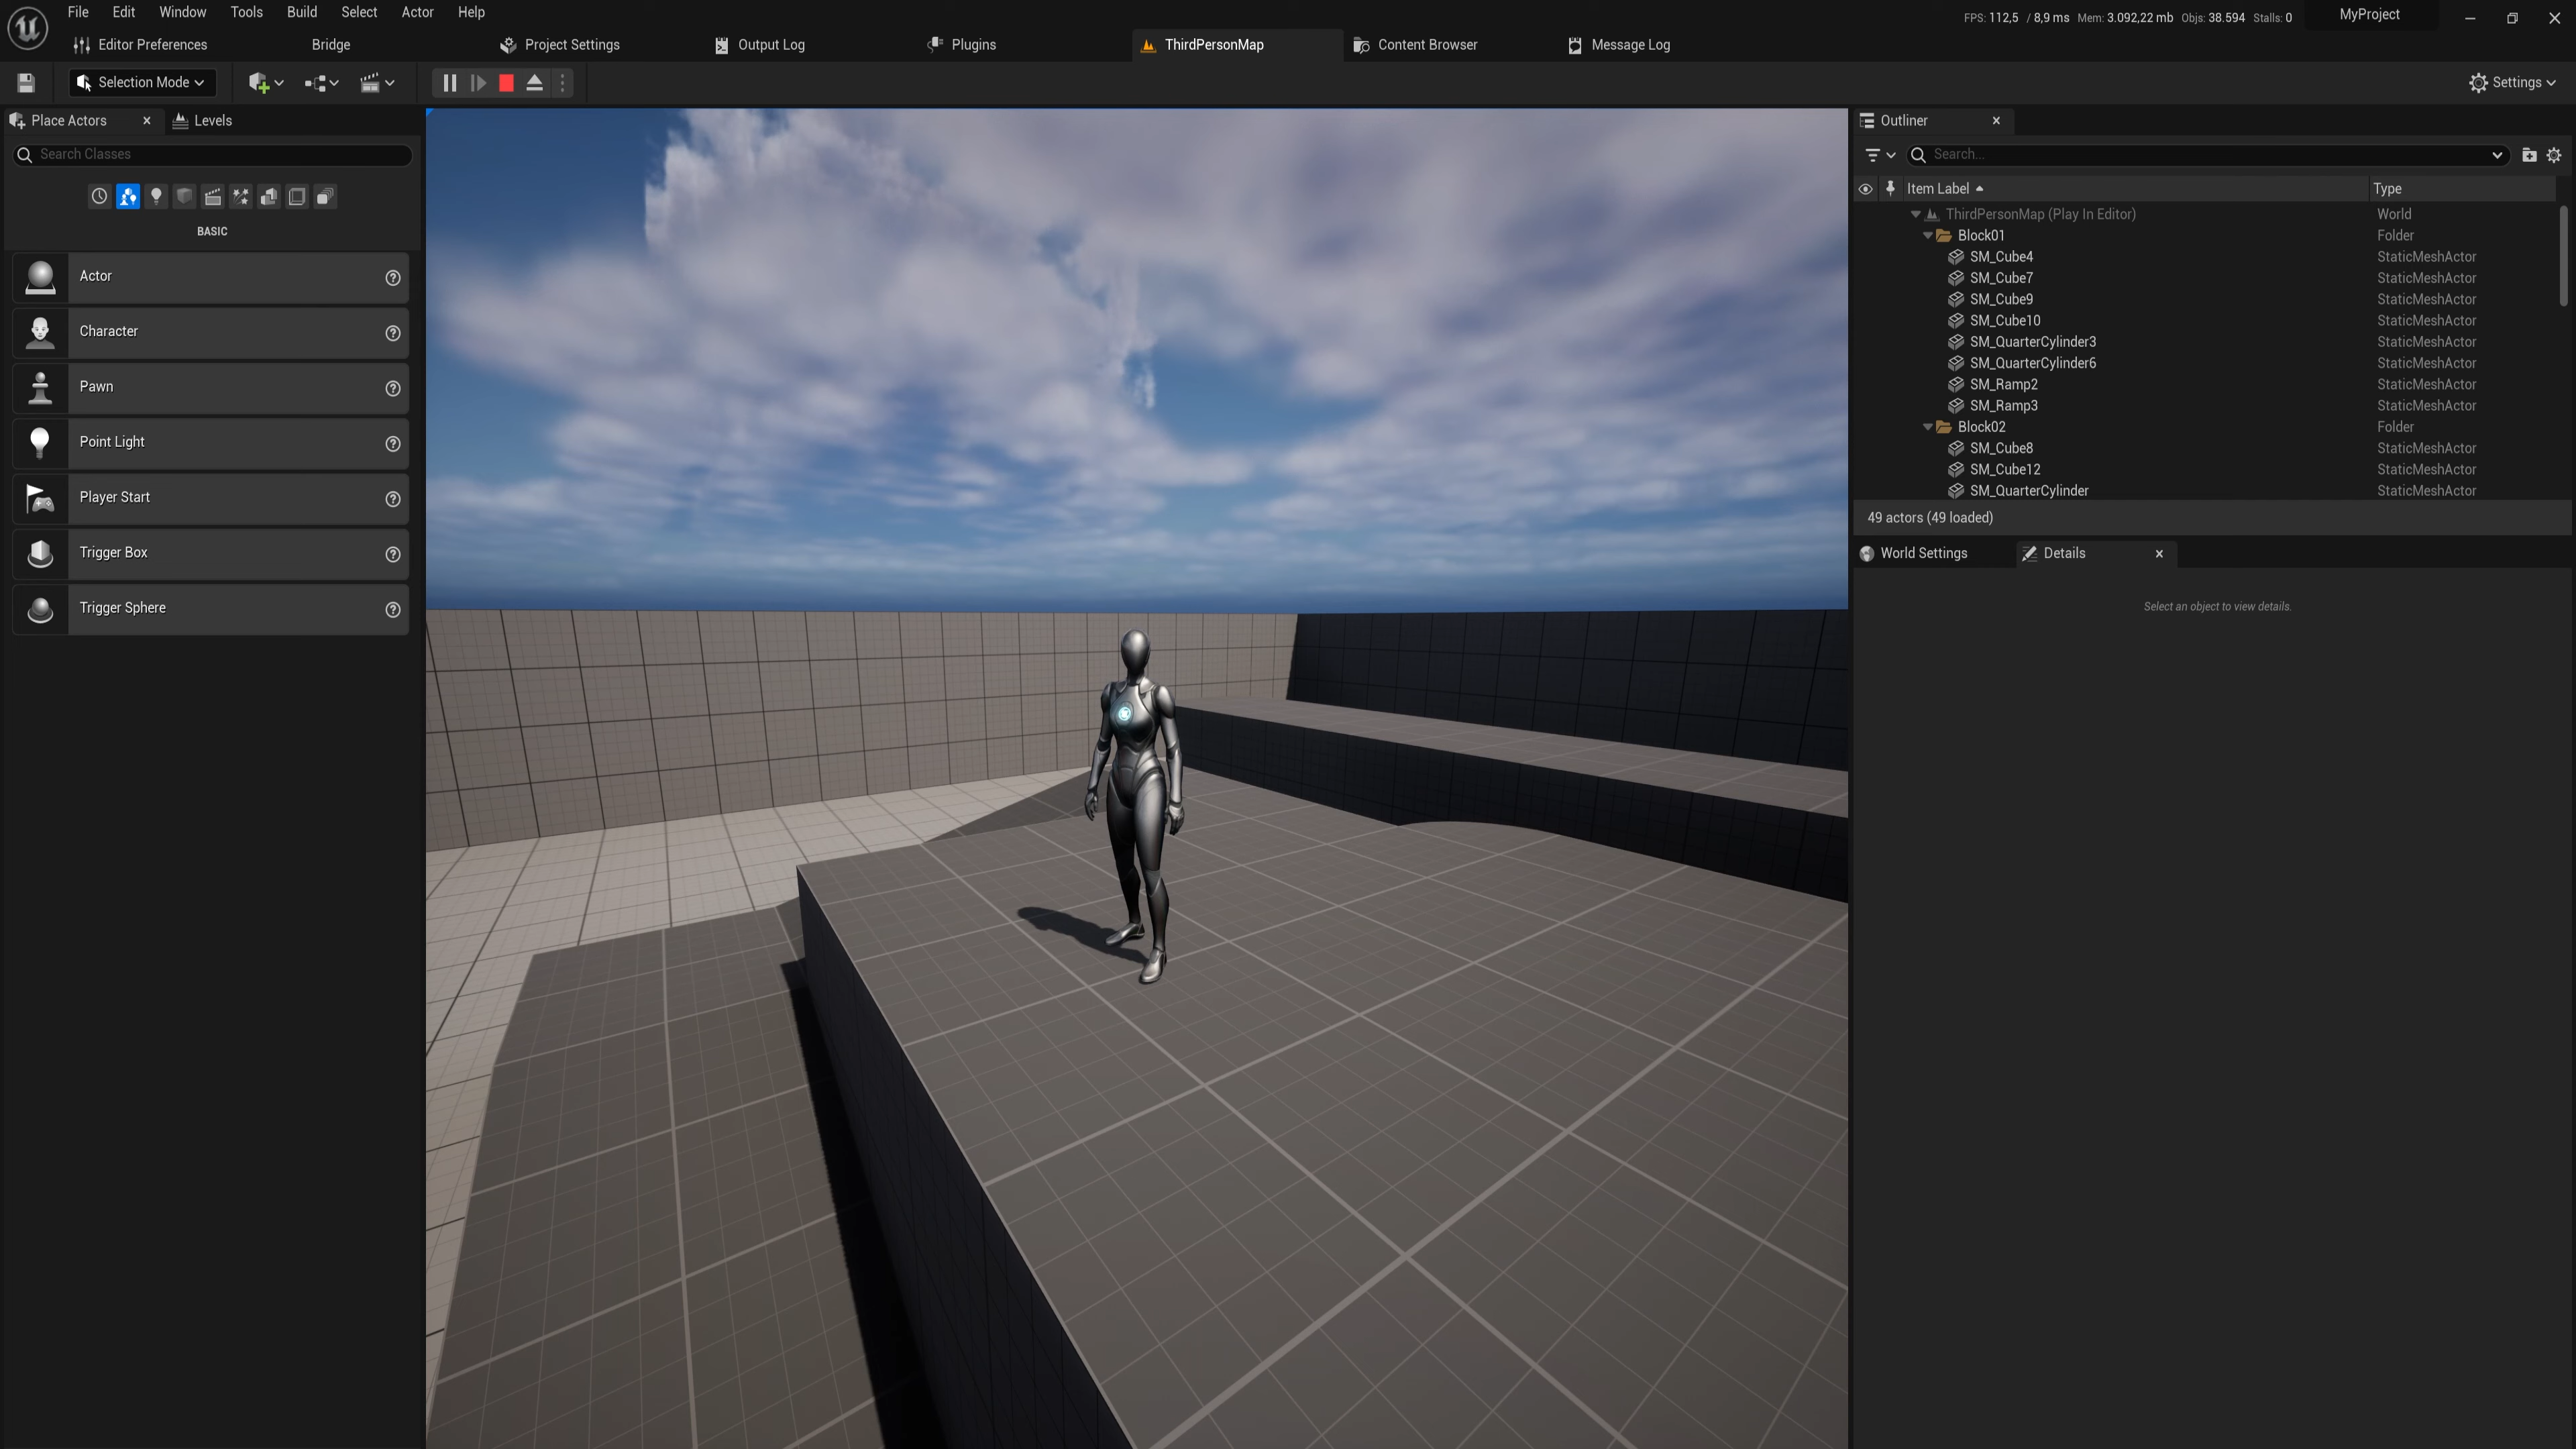 File Edit Window Tools Build Select Actor Help
FPS: 112,5 / 8,9 ms Mem: 3.092,22 mb Objs: 38.594 Stalls: 0
MyProject
Editor Preferences
Bridge
Project Settings
Output Log
Plugins
ThirdPersonMap
Content Browser
Message Log
Selection Mode
Settings
Place Actors
Levels
Search Classes
BASIC
Actor
Character
Pawn
Point Light
Player Start
Trigger Box
Trigger Sphere
Outliner
Search...
Item Label Type
ThirdPersonMap (Play In Editor) World
Block01 Folder
SM_Cube4 StaticMeshActor
SM_Cube7 StaticMeshActor
SM_Cube9 StaticMeshActor
SM_Cube10 StaticMeshActor
SM_QuarterCylinder3 StaticMeshActor
SM_QuarterCylinder6 StaticMeshActor
SM_Ramp2 StaticMeshActor
SM_Ramp3 StaticMeshActor
Block02 Folder
SM_Cube8 StaticMeshActor
SM_Cube12 StaticMeshActor
SM_QuarterCylinder StaticMeshActor
49 actors (49 loaded)
World Settings
Details
Select an object to view details.